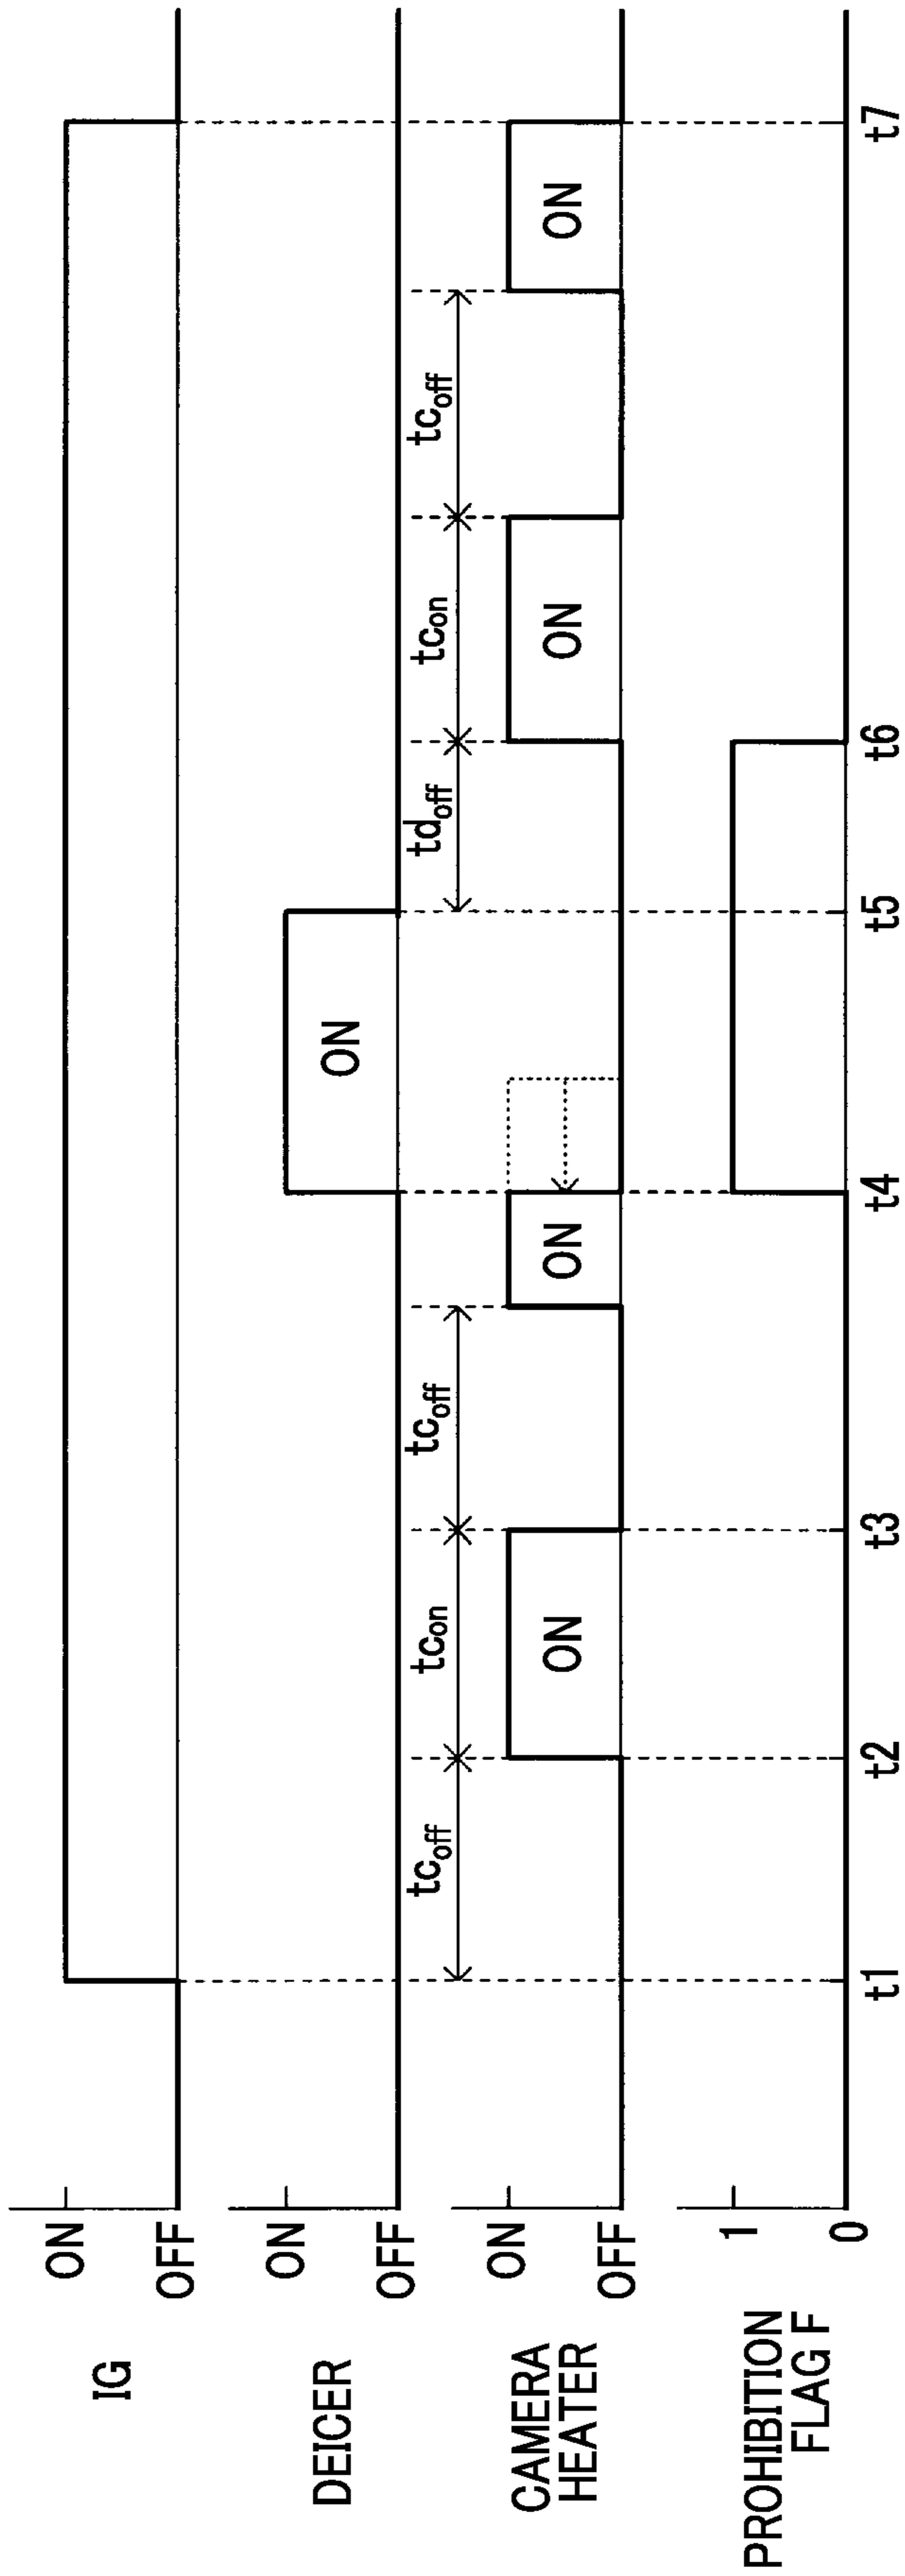 IG
ON
OFF
DEICER
ON
OFF
ON
CAMERA
HEATER
ON
OFF
tcoff
tcon
tcoff
tdoff
tcon
tcoff
ON
ON
ON
ON
PROHIBITION
FLAG F
1
0
t1
t2
t3
t4
t5
t6
t7